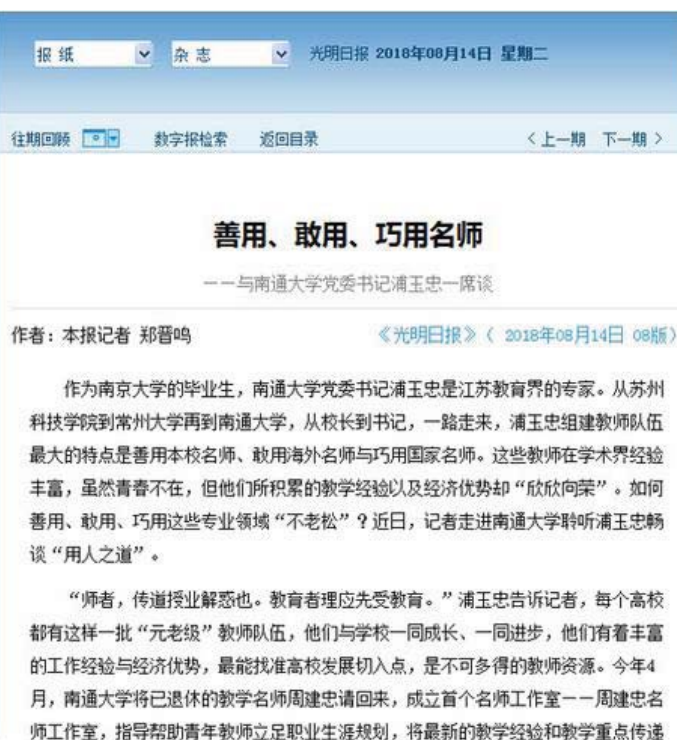 报 纸 杂 志 光明日报 2018年08月14日 星期二
往期回顾 数字报检索 返回目录 < 上一期 下一期 >
善用、敢用、巧用名师
——与南通大学党委书记浦玉忠一席谈
作者：本报记者 郑晋鸣 《光明日报》（ 2018年08月14日 08版）
作为南京大学的毕业生，南通大学党委书记浦玉忠是江苏教育界的专家。从苏州
科技学院到常州大学再到南通大学，从校长到书记，一路走来，浦玉忠组建教师队伍
最大的特点是善用本校名师、敢用海外名师与巧用国家名师。这些教师在学术界经验
丰富，虽然青春不在，但他们所积累的教学经验以及经济优势却“欣欣向荣”。如何
善用、敢用、巧用这些专业领域“不老松”？近日，记者走进南通大学聆听浦玉忠畅
谈“用人之道”。
“师者，传道授业解惑也。教育者理应先受教育。”浦玉忠告诉记者，每个高校
都有这样一批“元老级”教师队伍，他们与学校一同成长、一同进步，他们有着丰富
的工作经验与经济优势，最能找准高校发展切入点，是不可多得的教师资源。今年4
月，南通大学将已退休的教学名师周建忠请回来，成立首个名师工作室——周建忠名
师工作室，指导帮助青年教师立足职业生涯规划，将最新的教学经验和教学重点传递